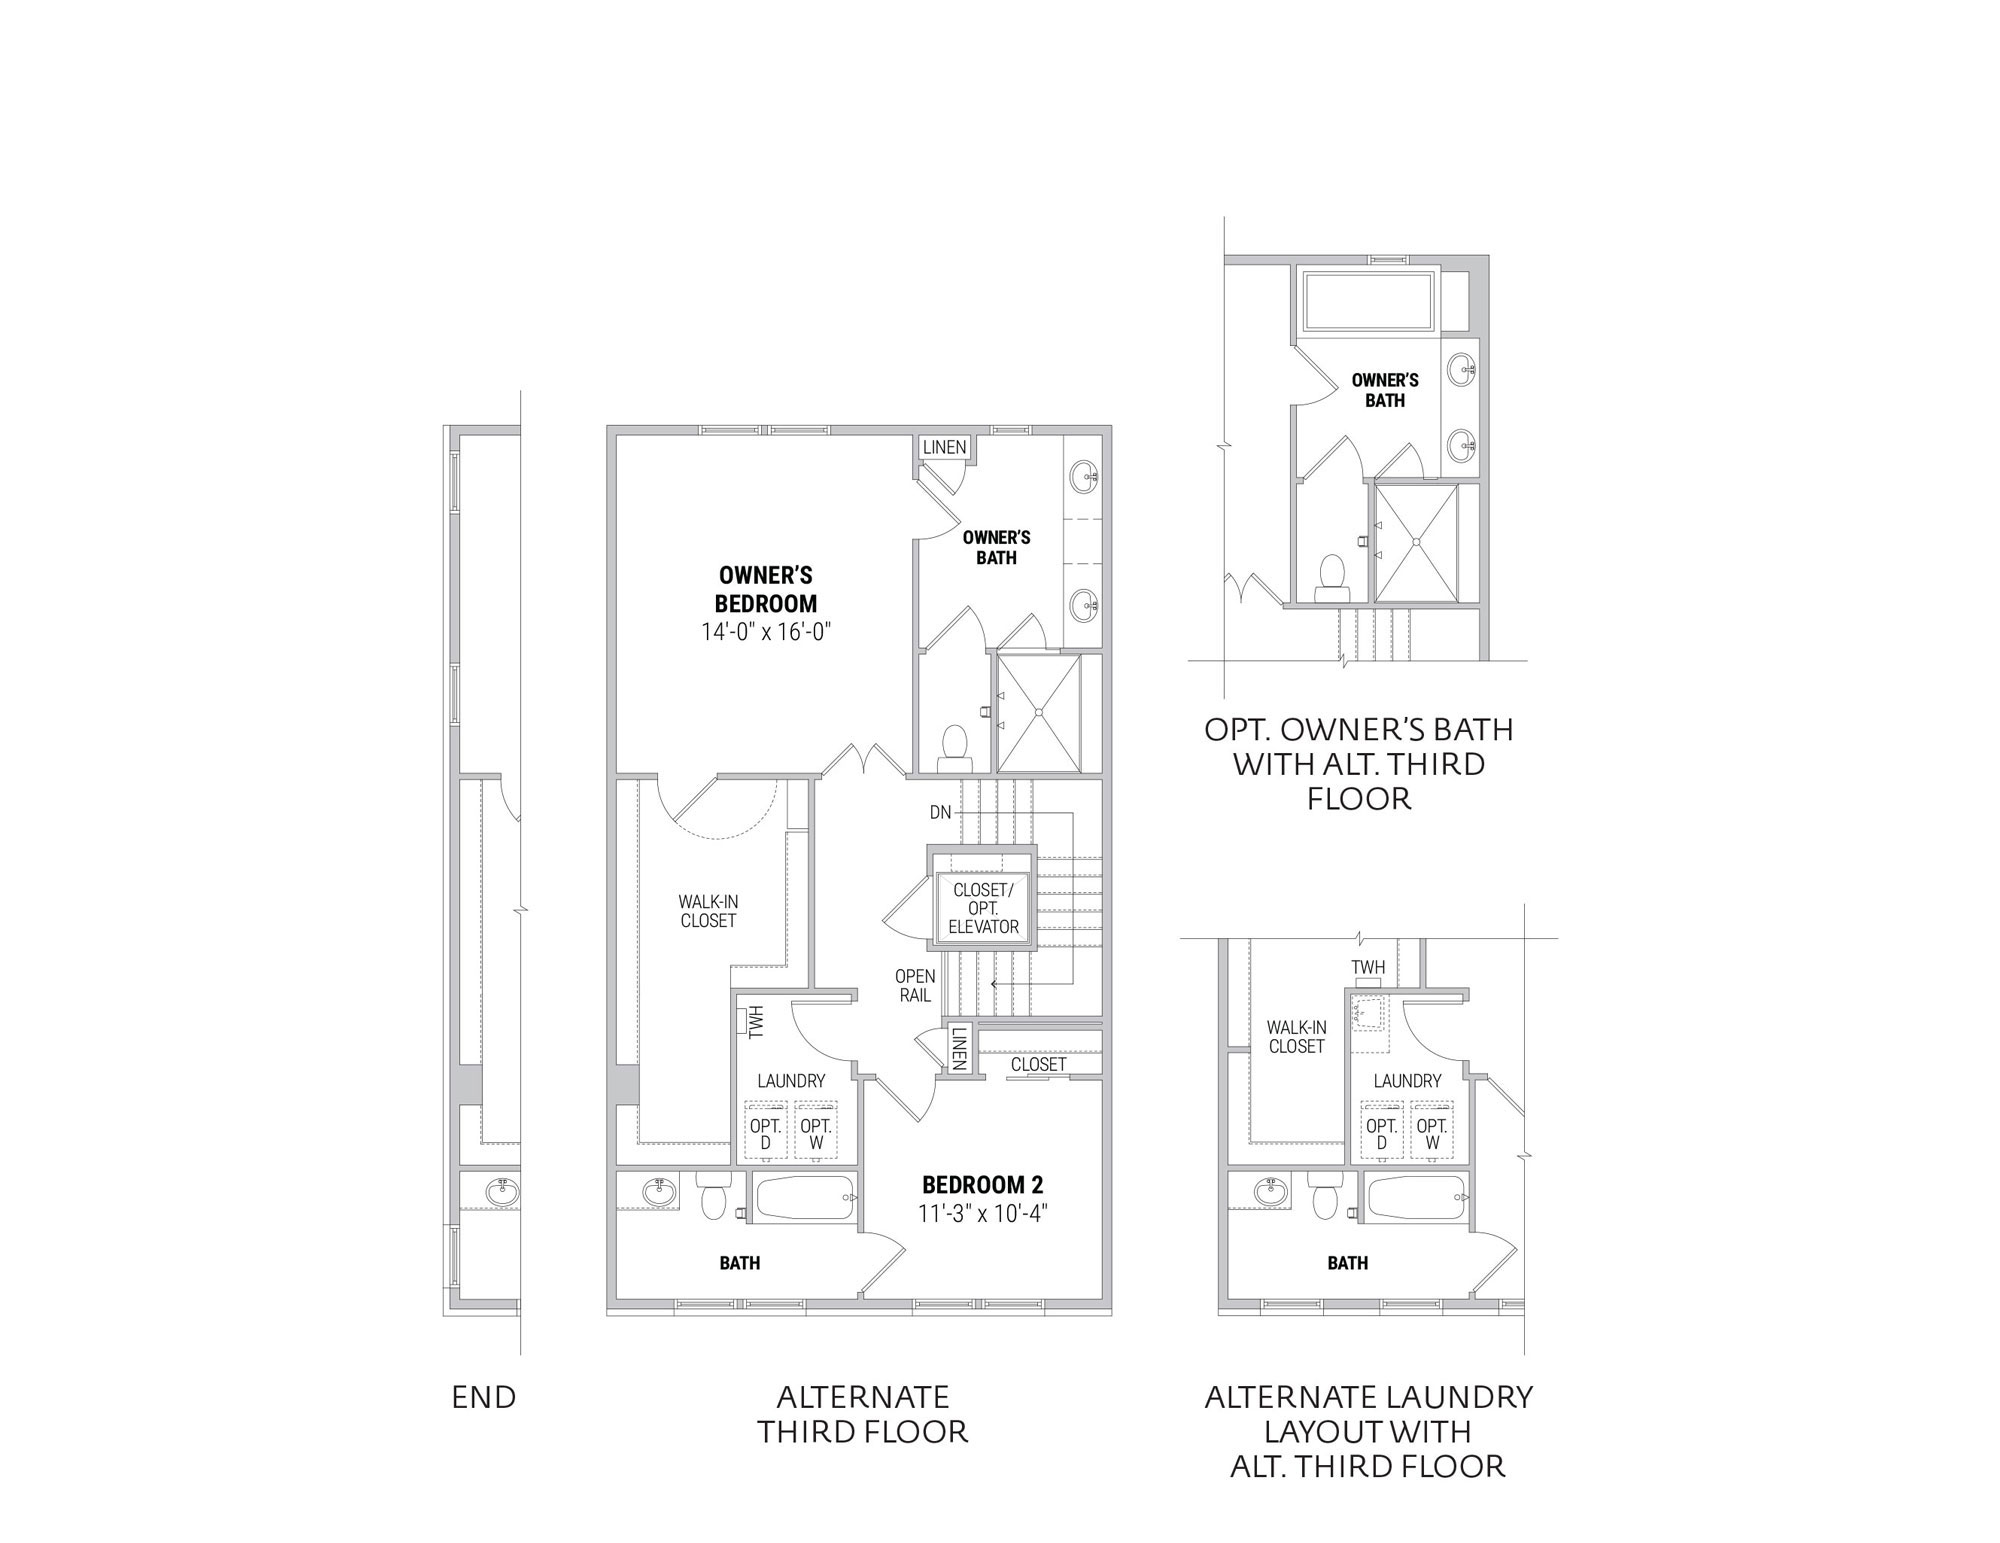 END
LINEN
OWNER'S
BATH
OWNER'S
BEDROOM
14'-0" x 16'-0"
DN
CLOSET/
OPT.
ELEVATOR
WALK-IN
CLOSET
OPEN
RAIL
TWH
LINEN
CLOSET
LAUNDRY
OPT.
D
OPT.
W
BEDROOM 2
11'-3" x 10'-4"
BATH
ALTERNATE
THIRD FLOOR
OWNER'S
BATH
OPT. OWNER'S BATH
WITH ALT. THIRD
FLOOR
TWH
WALK-IN
CLOSET
LAUNDRY
OPT.
D
OPT.
W
BATH
ALTERNATE LAUNDRY
LAYOUT WITH
ALT. THIRD FLOOR